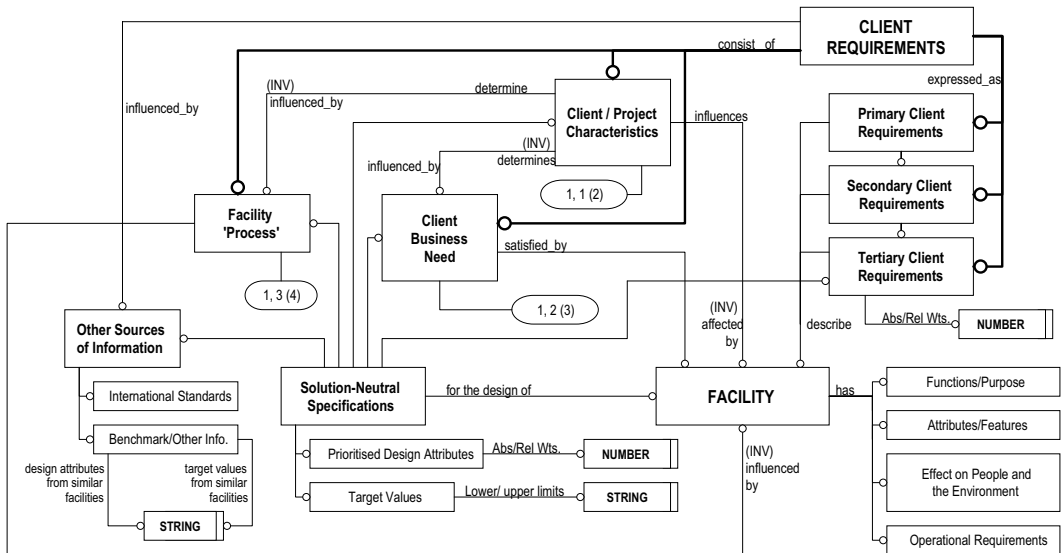 CLIENT
REQUIREMENTS
consist_of
expressed_as
influenced_by
(INV)
influenced_by
determine
Client / Project
Characteristics
influences
Primary Client
Requirements
(INV)
determines
influenced_by
1, 1 (2)
Secondary Client
Requirements
Facility
'Process'
Client
Business
Need
satisfied_by
Tertiary Client
Requirements
1, 3 (4)
1, 2 (3)
(INV)
affected
by
describe
Abs/Rel Wts.
NUMBER
Other Sources
of Information
International Standards
Benchmark/Other Info.
design attributes
from similar
facilities
target values
from similar
facilities
STRING
Solution-Neutral
Specifications
for the design of
FACILITY
has
Prioritised Design Attributes
Abs/Rel Wts.
NUMBER
Target Values
Lower/ upper limits
STRING
(INV)
influenced
by
Functions/Purpose
Attributes/Features
Effect on People and
the Environment
Operational Requirements